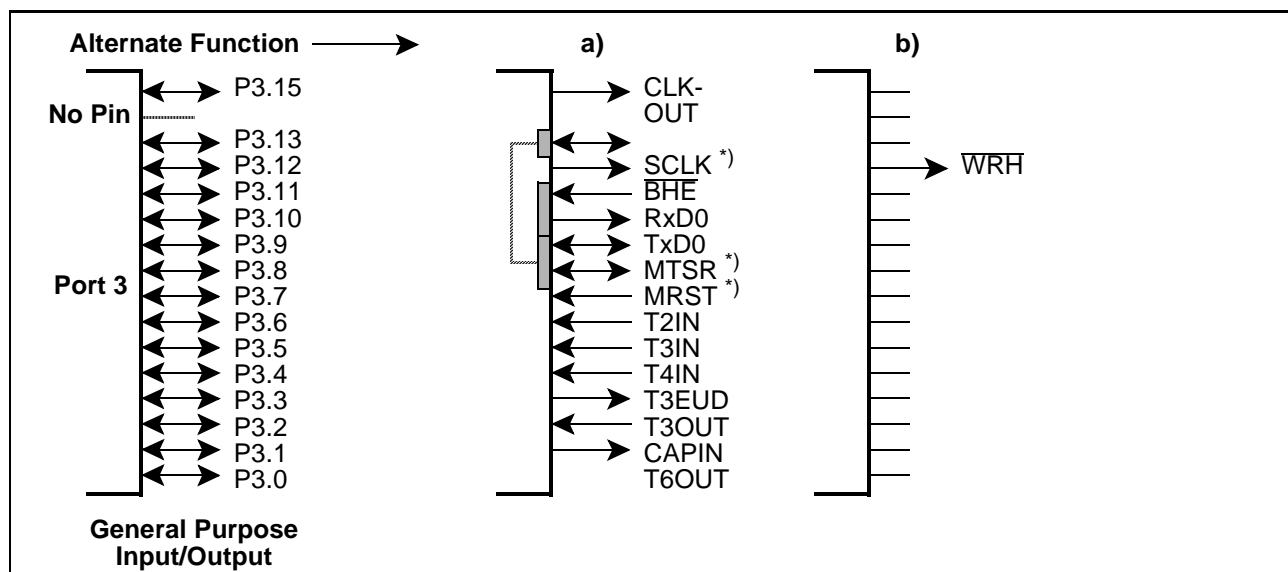 Alternate Function
a)
b)
P3.15
No Pin
P3.13
P3.12
P3.11
P3.10
P3.9
P3.8
Port 3
P3.7
P3.6
P3.5
P3.4
P3.3
P3.2
P3.1
P3.0
General Purpose
Input/Output
CLK-
OUT
SCLK *)
B̅H̅E̅
RxD0
TxD0
MTSR *)
MRST *)
T2IN
T3IN
T4IN
T3EUD
T3OUT
CAPIN
T6OUT
W̅R̅H̅